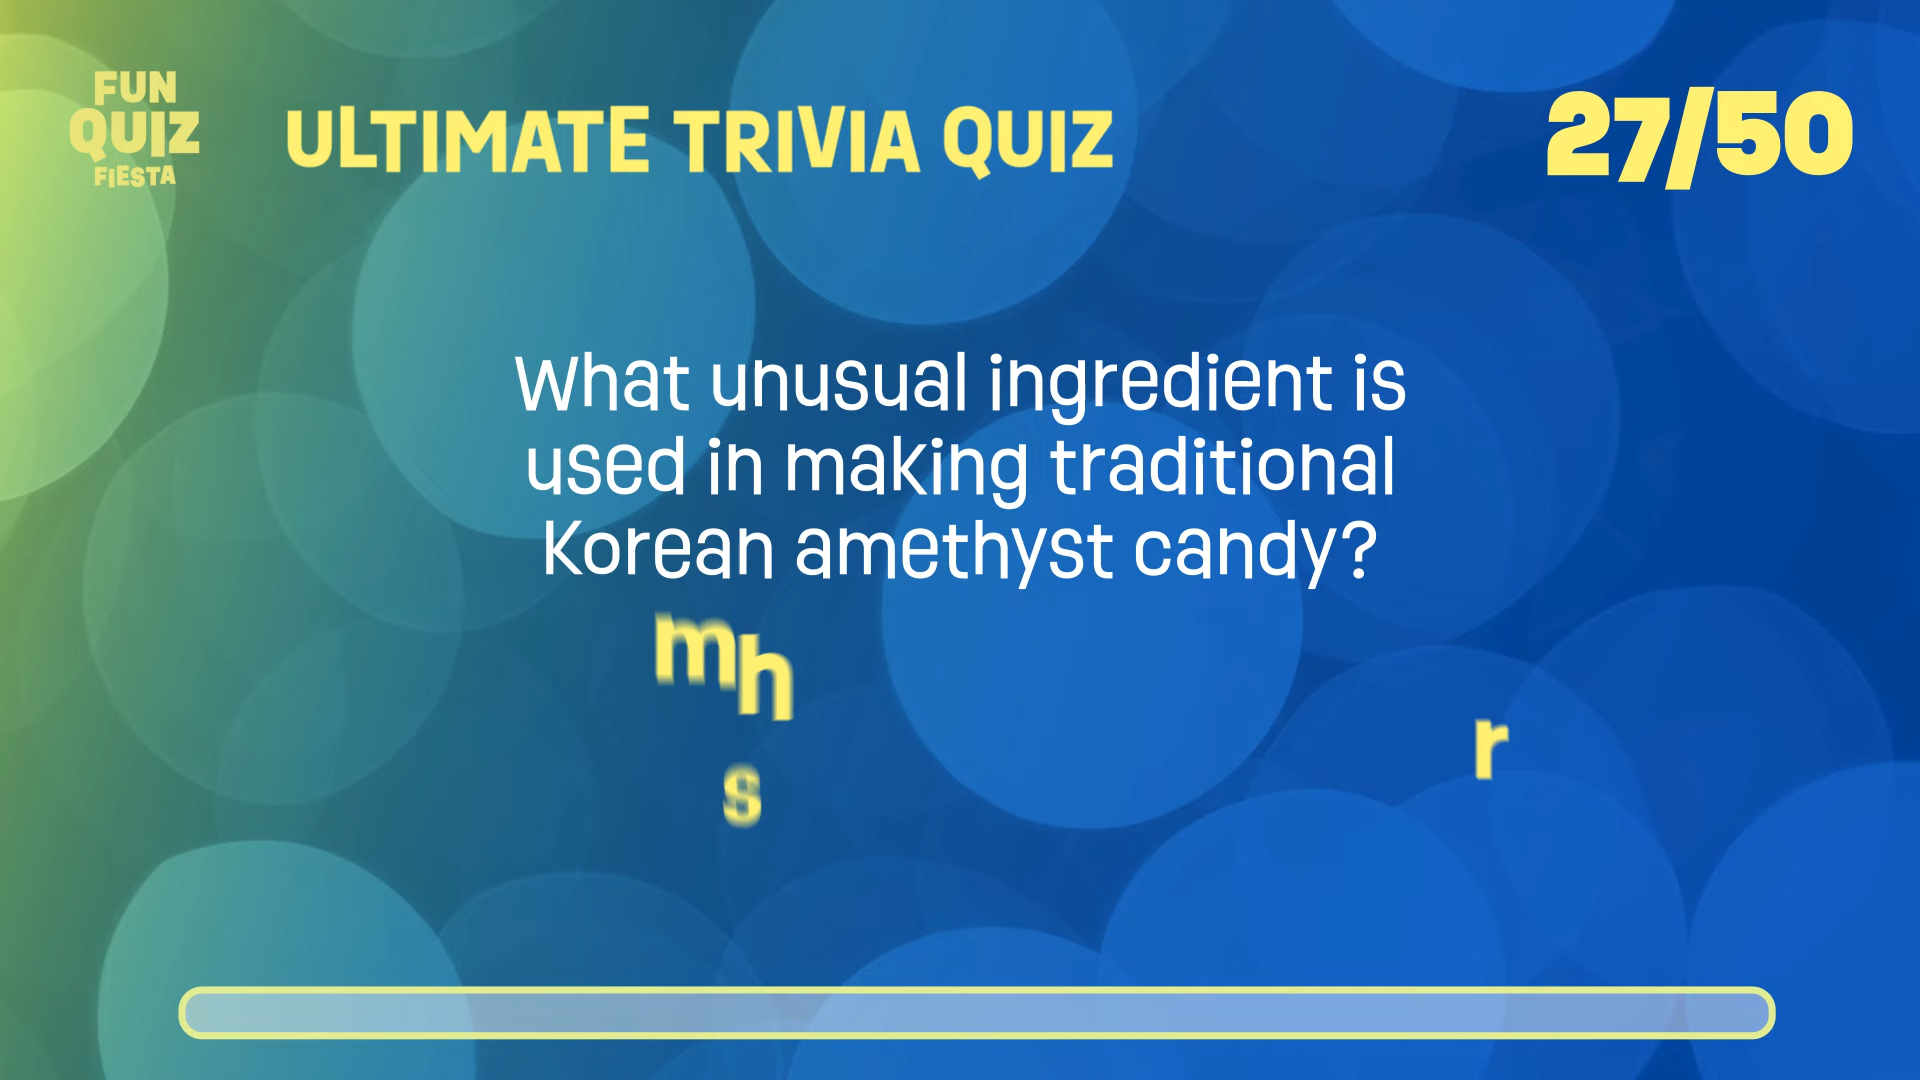 FUN
QUIZ
FIESTA
ULTIMATE TRIVIA QUIZ
27/50
What unusual ingredient is
used in making traditional
Korean amethyst candy?
m
h
s
r